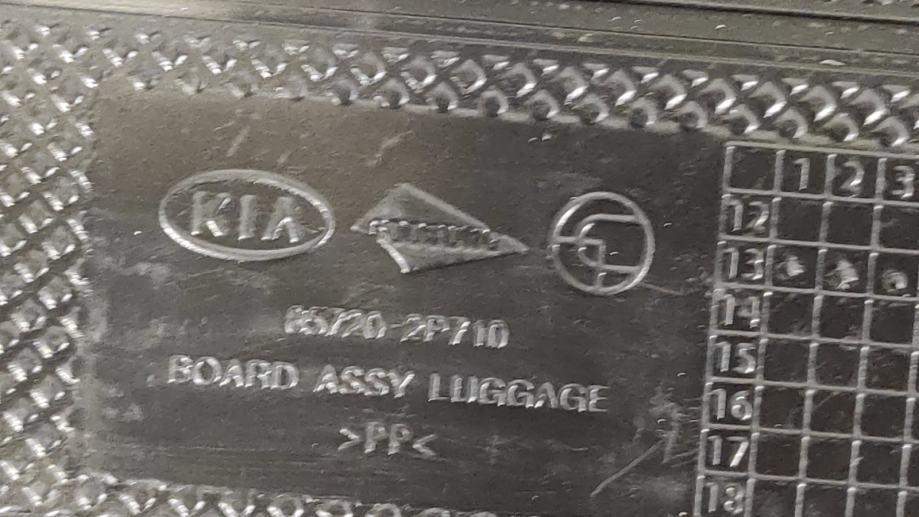 KIA
85720-2P710
BOARD ASSY LUGGAGE
>PP<
1 2 3
12
13
14
15
16
17
18